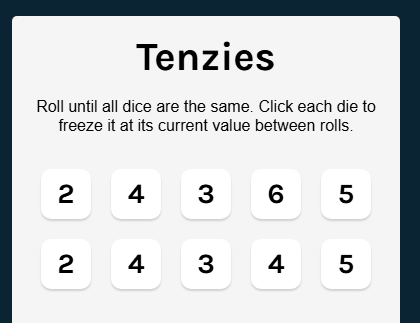 Tenzies
Roll until all dice are the same. Click each die to
freeze it at its current value between rolls.
2 4 3 6 5
2 4 3 4 5